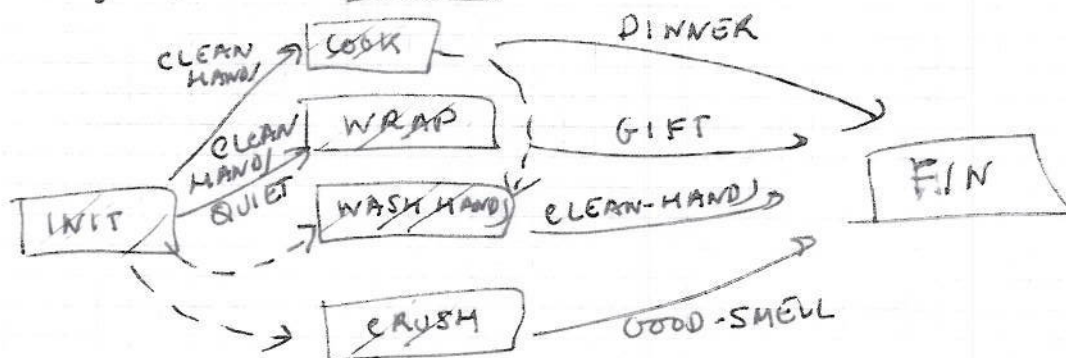 COOK
DINNER
CLEAN
HANDS
WRAP
GIFT
CLEAN
HANDS
QUIET
INIT
WASH HANDS
CLEAN-HANDS
FIN
CRUSH
GOOD-SMELL